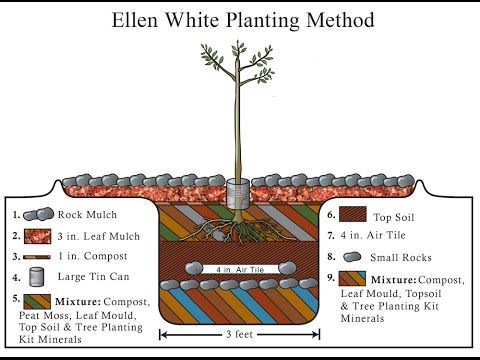 Ellen White Planting Method
1. Rock Mulch
2. 3 in. Leaf Mulch
3. 1 in. Compost
4. Large Tin Can
5. Mixture: Compost,
Peat Moss, Leaf Mould,
Top Soil & Tree Planting
Kit Minerals
4 in. Air Tile
3 feet
6. Top Soil
7. 4 in. Air Tile
8. Small Rocks
9. Mixture: Compost,
Leaf Mould, Topsoil
& Tree Planting Kit
Minerals